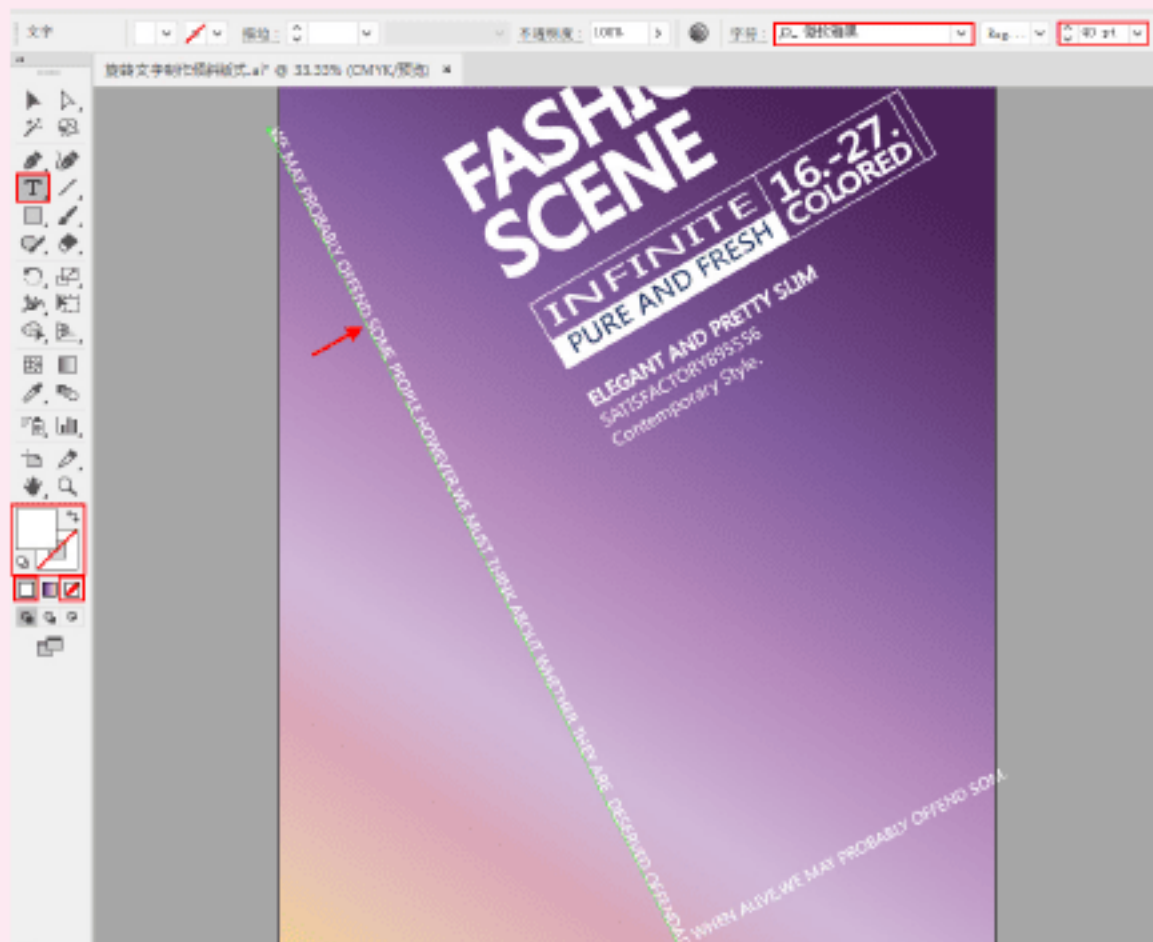 文字
描边:
不透明度: 100%
字符:
Reg...
旋转文字制作倾斜版式.ai* @ 33.33% (CMYK/预览) ×
FASHIO
SCENE
16.-27.
COLORED
INFINITE
PURE AND FRESH
ELEGANT AND PRETTY SLIM
SATISFACTORY895556
Contemporary Style.
WE MAY PROBABLY OFFEND SOME PEOPLE,HOWEVER,WE MUST THINK ABOUT WHETHER THEY ARE DESERVED OFFENDA
WHEN ALIVE,WE MAY PROBABLY OFFEND SOM